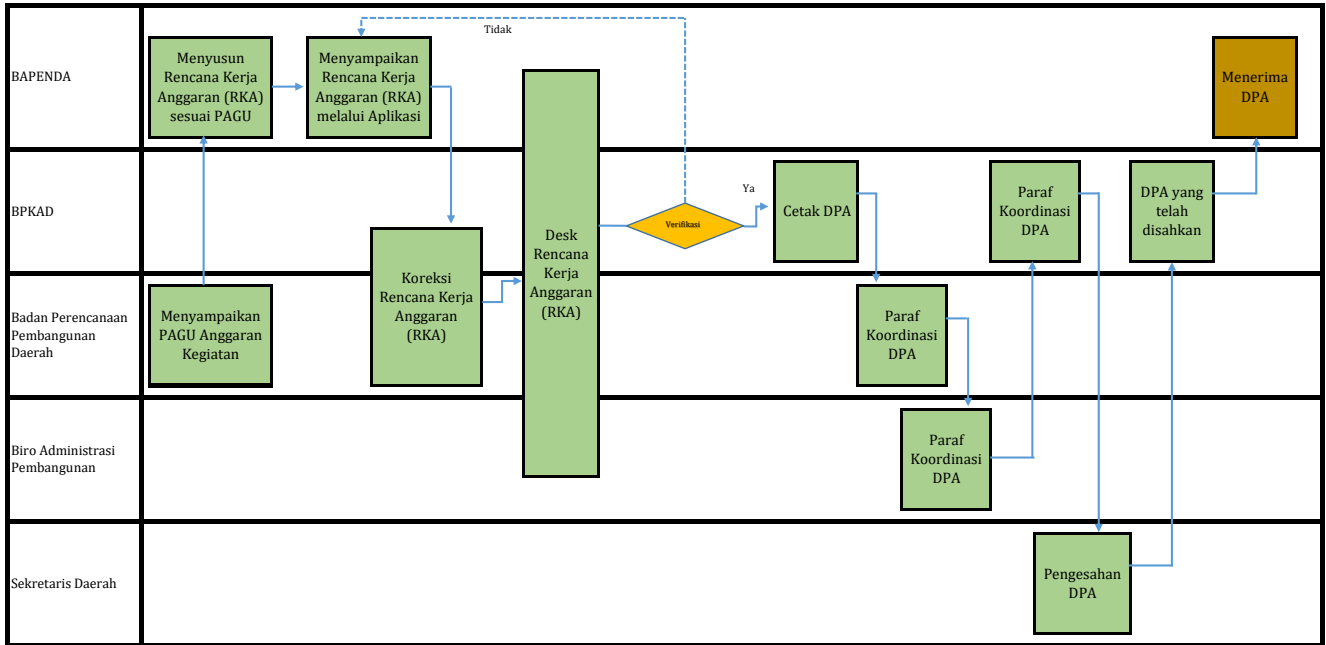 BAPENDA
Menyusun
Rencana Kerja
Anggaran (RKA)
sesuai PAGU
Menyampaikan
Rencana Kerja
Anggaran (RKA)
melalui Aplikasi
Tidak
Menerima
DPA
BPKAD
Desk
Rencana
Kerja
Anggaran
(RKA)
Verifikasi
Ya
Cetak DPA
Paraf
Koordinasi
DPA
DPA yang
telah
disahkan
Badan Perencanaan
Pembangunan
Daerah
Menyampaikan
PAGU Anggaran
Kegiatan
Koreksi
Rencana Kerja
Anggaran
(RKA)
Paraf
Koordinasi
DPA
Biro Administrasi
Pembangunan
Paraf
Koordinasi
DPA
Sekretaris Daerah
Pengesahan
DPA